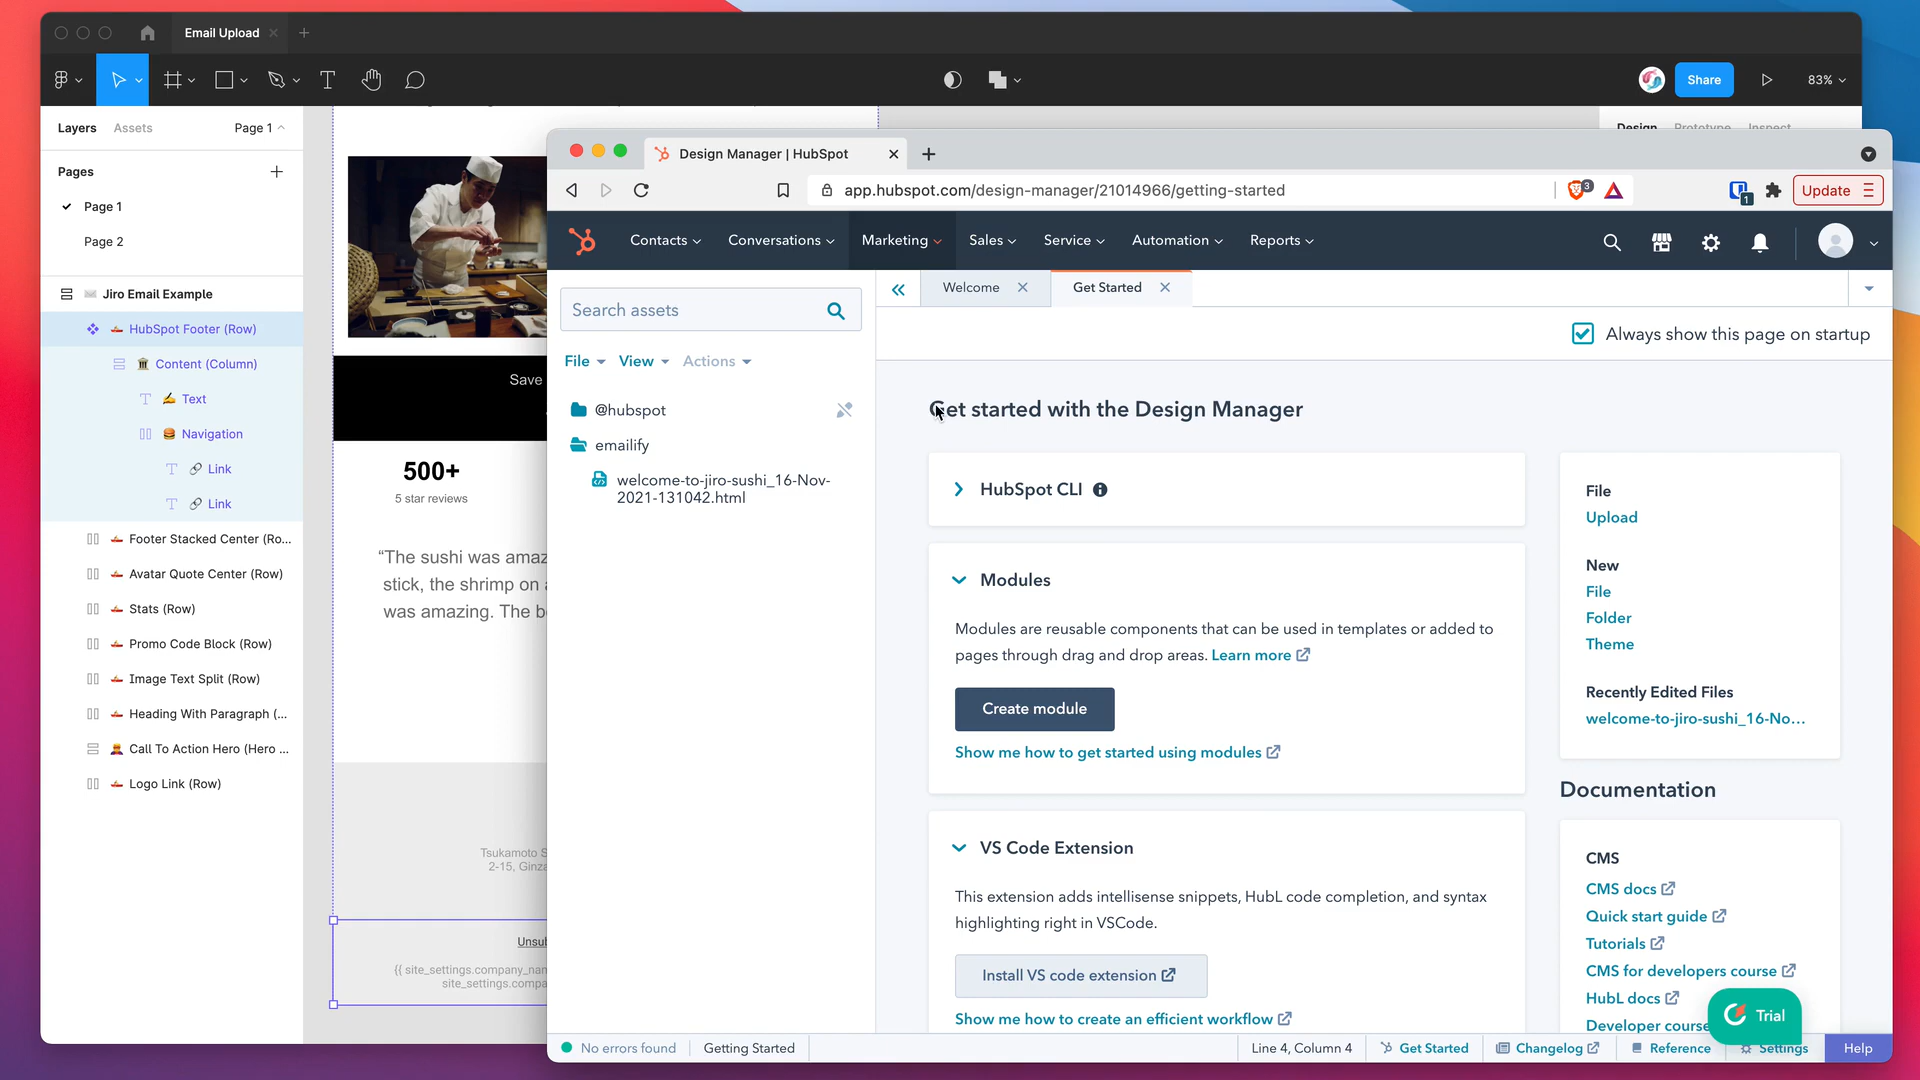 Email Upload
Share
83%
Layers
Assets
Page 1
Design
Prototype
Inspect
Pages
Page 1
Page 2
Jiro Email Example
HubSpot Footer (Row)
Content (Column)
Text
Navigation
Link
Link
Footer Stacked Center (Ro...
Avatar Quote Center (Row)
Stats (Row)
Promo Code Block (Row)
Image Text Split (Row)
Heading With Paragraph (...
Call To Action Hero (Hero ...
Logo Link (Row)
Save
500+
5 star reviews
“The sushi was amaz
stick, the shrimp on a
was amazing. The be
Tsukamoto S
2-15, Ginza
Unsub
{{ site_settings.company_nam
site_settings.compa
Design Manager | HubSpot
app.hubspot.com/design-manager/21014966/getting-started
3
1
Update
Contacts
Conversations
Marketing
Sales
Service
Automation
Reports
Search assets
File
View
Actions
@hubspot
emailify
welcome-to-jiro-sushi_16-Nov-
2021-131042.html
Welcome
Get Started
Always show this page on startup
Get started with the Design Manager
HubSpot CLI
Modules
Modules are reusable components that can be used in templates or added to
pages through drag and drop areas. Learn more
Create module
Show me how to get started using modules
VS Code Extension
This extension adds intellisense snippets, HubL code completion, and syntax
highlighting right in VSCode.
Install VS code extension
Show me how to create an efficient workflow
File
Upload
New
File
Folder
Theme
Recently Edited Files
welcome-to-jiro-sushi_16-No...
Documentation
CMS
CMS docs
Quick start guide
Tutorials
CMS for developers course
HubL docs
Developer course
Trial
No errors found
Getting Started
Line 4, Column 4
Get Started
Changelog
Reference
Settings
Help